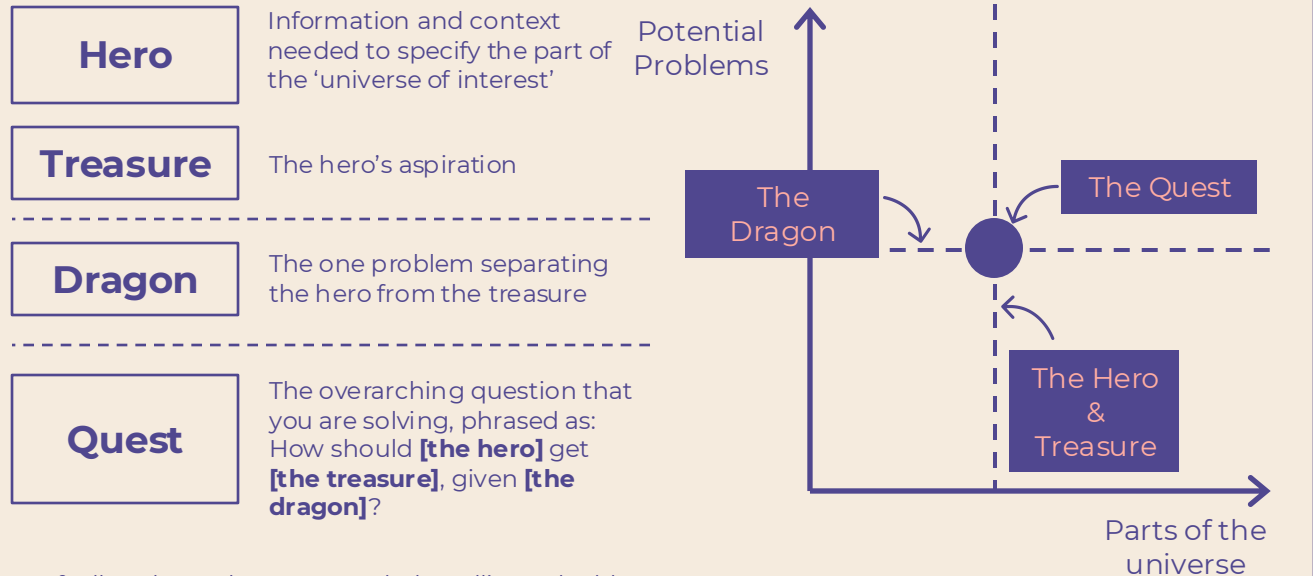 Hero
Information and context
needed to specify the part of
the ‘universe of interest’
Treasure
The hero’s aspiration
Dragon
The one problem separating
the hero from the treasure
Quest
The overarching question that
you are solving, phrased as:
How should [the hero] get
[the treasure], given [the
dragon]?
Potential
Problems
The
Dragon
The Quest
The Hero
&
Treasure
Parts of the
universe